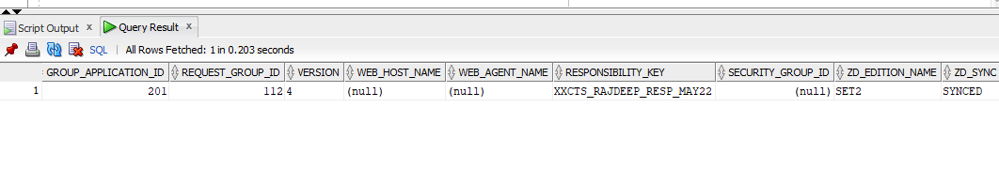 Script Output x Query Result x
SQL | All Rows Fetched: 1 in 0.203 seconds
GROUP_APPLICATION_ID REQUEST_GROUP_ID VERSION WEB_HOST_NAME WEB_AGENT_NAME RESPONSIBILITY_KEY SECURITY_GROUP_ID ZD_EDITION_NAME ZD_SYNC
1 201 112 4 (null) (null) XXCTS_RAJDEEP_RESP_MAY22 (null) SET2 SYNCED